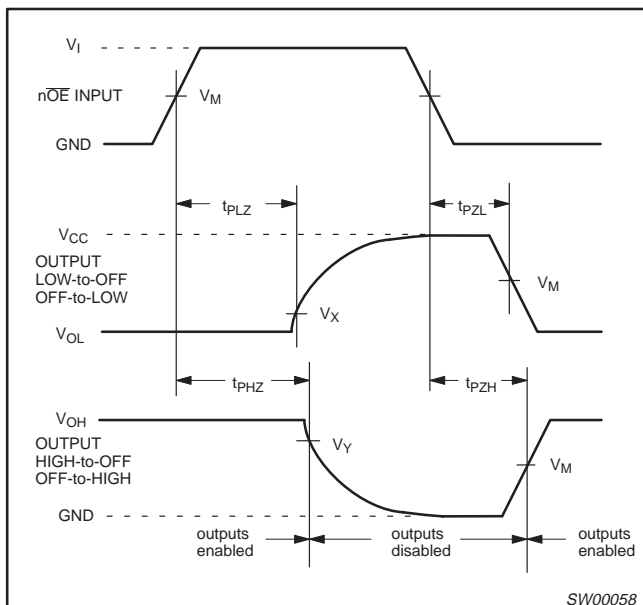 V_I
nO̅E̅ INPUT
V_M
GND
t_PLZ
t_PZL
V_CC
OUTPUT
LOW-to-OFF
OFF-to-LOW
V_M
V_X
V_OL
t_PHZ
t_PZH
V_OH
OUTPUT
HIGH-to-OFF
OFF-to-HIGH
V_Y
V_M
GND
outputs
enabled
outputs
disabled
outputs
enabled
SW00058